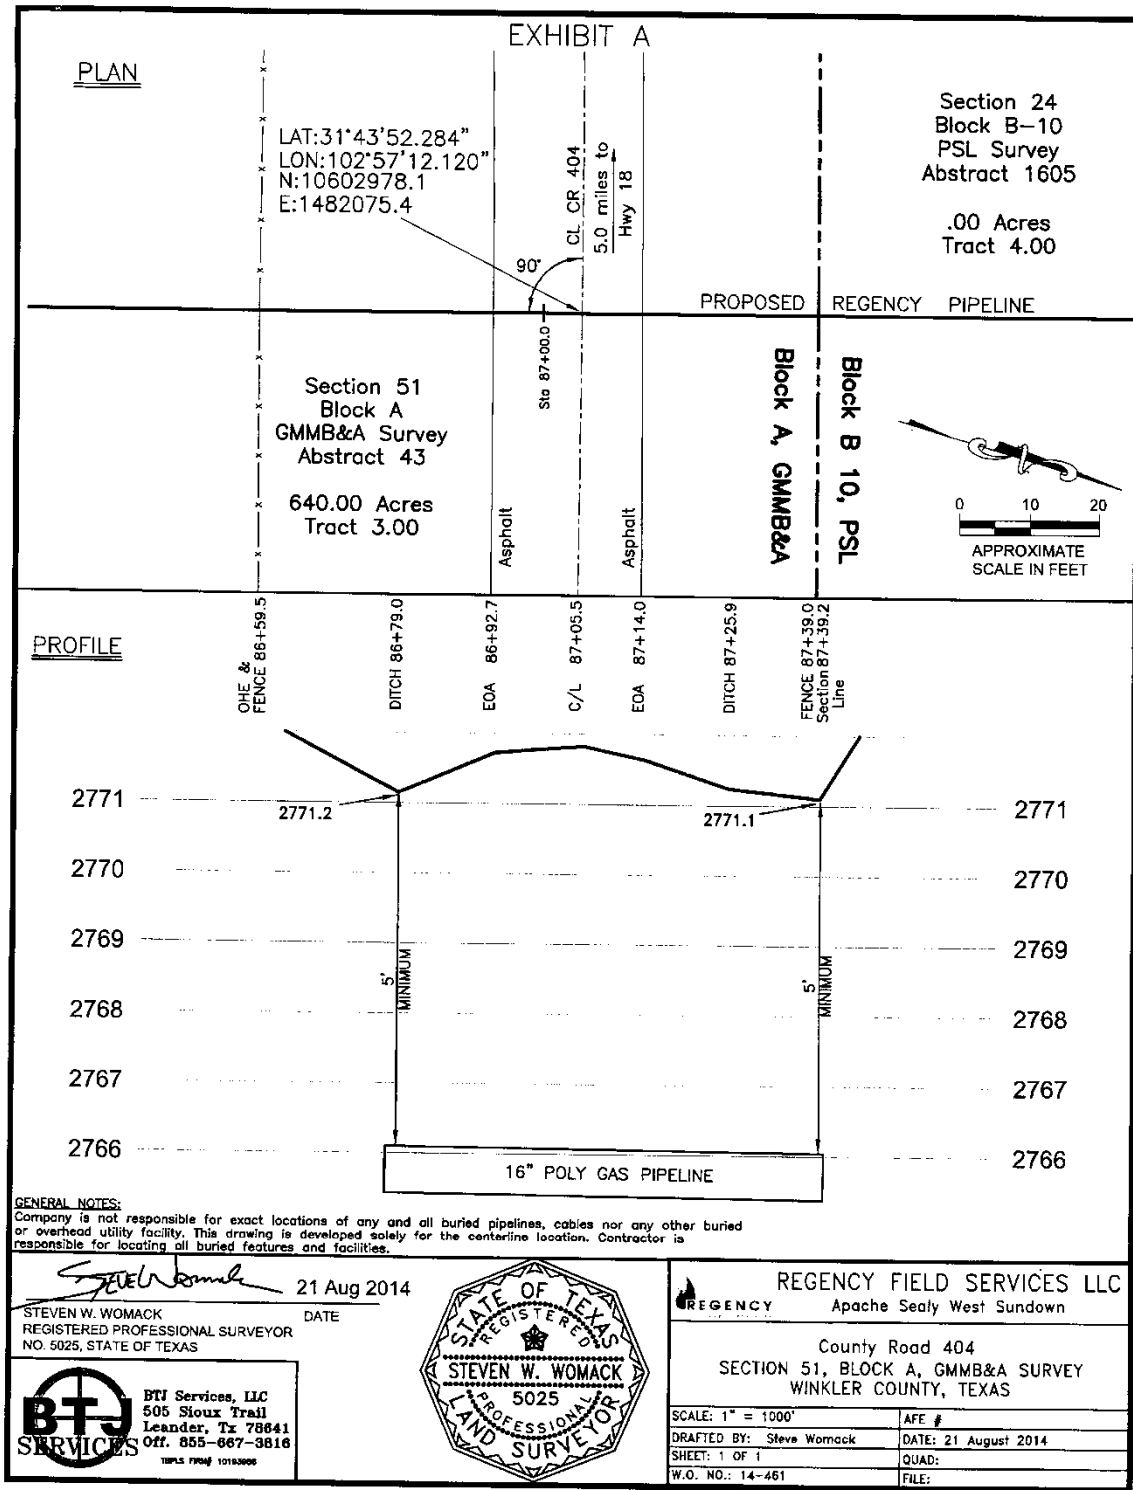 EXHIBIT A
PLAN
LAT:31°43'52.284"
LON:102°57'12.120"
N:10602978.1
E:1482075.4
90°
CL CR 404
5.0 miles to
Hwy 18
Section 24
Block B-10
PSL Survey
Abstract 1605
.00 Acres
Tract 4.00
PROPOSED REGENCY PIPELINE
Sta 87+00.0
Section 51
Block A
GMMB&A Survey
Abstract 43
640.00 Acres
Tract 3.00
Asphalt
Asphalt
Block A, GMMB&A
Block B 10, PSL
0 10 20
APPROXIMATE
SCALE IN FEET
PROFILE
OHE &
FENCE 86+59.5
DITCH 86+79.0
EOA 86+92.7
C/L 87+05.5
EOA 87+14.0
DITCH 87+25.9
FENCE 87+39.0
Section 87+39.2
Line
2771 2771
2771.2
2771.1
2770 2770
2769 2769
5'
MINIMUM
5'
MINIMUM
2768 2768
2767 2767
2766 2766
16" POLY GAS PIPELINE
GENERAL NOTES:
Company is not responsible for exact locations of any and all buried pipelines, cables nor any other buried
or overhead utility facility. This drawing is developed solely for the centerline location. Contractor is
responsible for locating all buried features and facilities.
Steve W Womack
21 Aug 2014
STEVEN W. WOMACK DATE
REGISTERED PROFESSIONAL SURVEYOR
NO. 5025, STATE OF TEXAS
BTJ
SERVICES
BTJ Services, LLC
505 Sioux Trail
Leander, Tx 78641
Off. 855-667-3816
STATE OF TEXAS
REGISTERED
STEVEN W. WOMACK
5025
PROFESSIONAL
LAND SURVEYOR
REGENCY
REGENCY FIELD SERVICES LLC
Apache Sealy West Sundown
County Road 404
SECTION 51, BLOCK A, GMMB&A SURVEY
WINKLER COUNTY, TEXAS
SCALE: 1" = 1000' AFE #
DRAFTED BY: Steve Womack DATE: 21 August 2014
SHEET: 1 OF 1 QUAD:
W.O. NO.: 14-461 FILE: